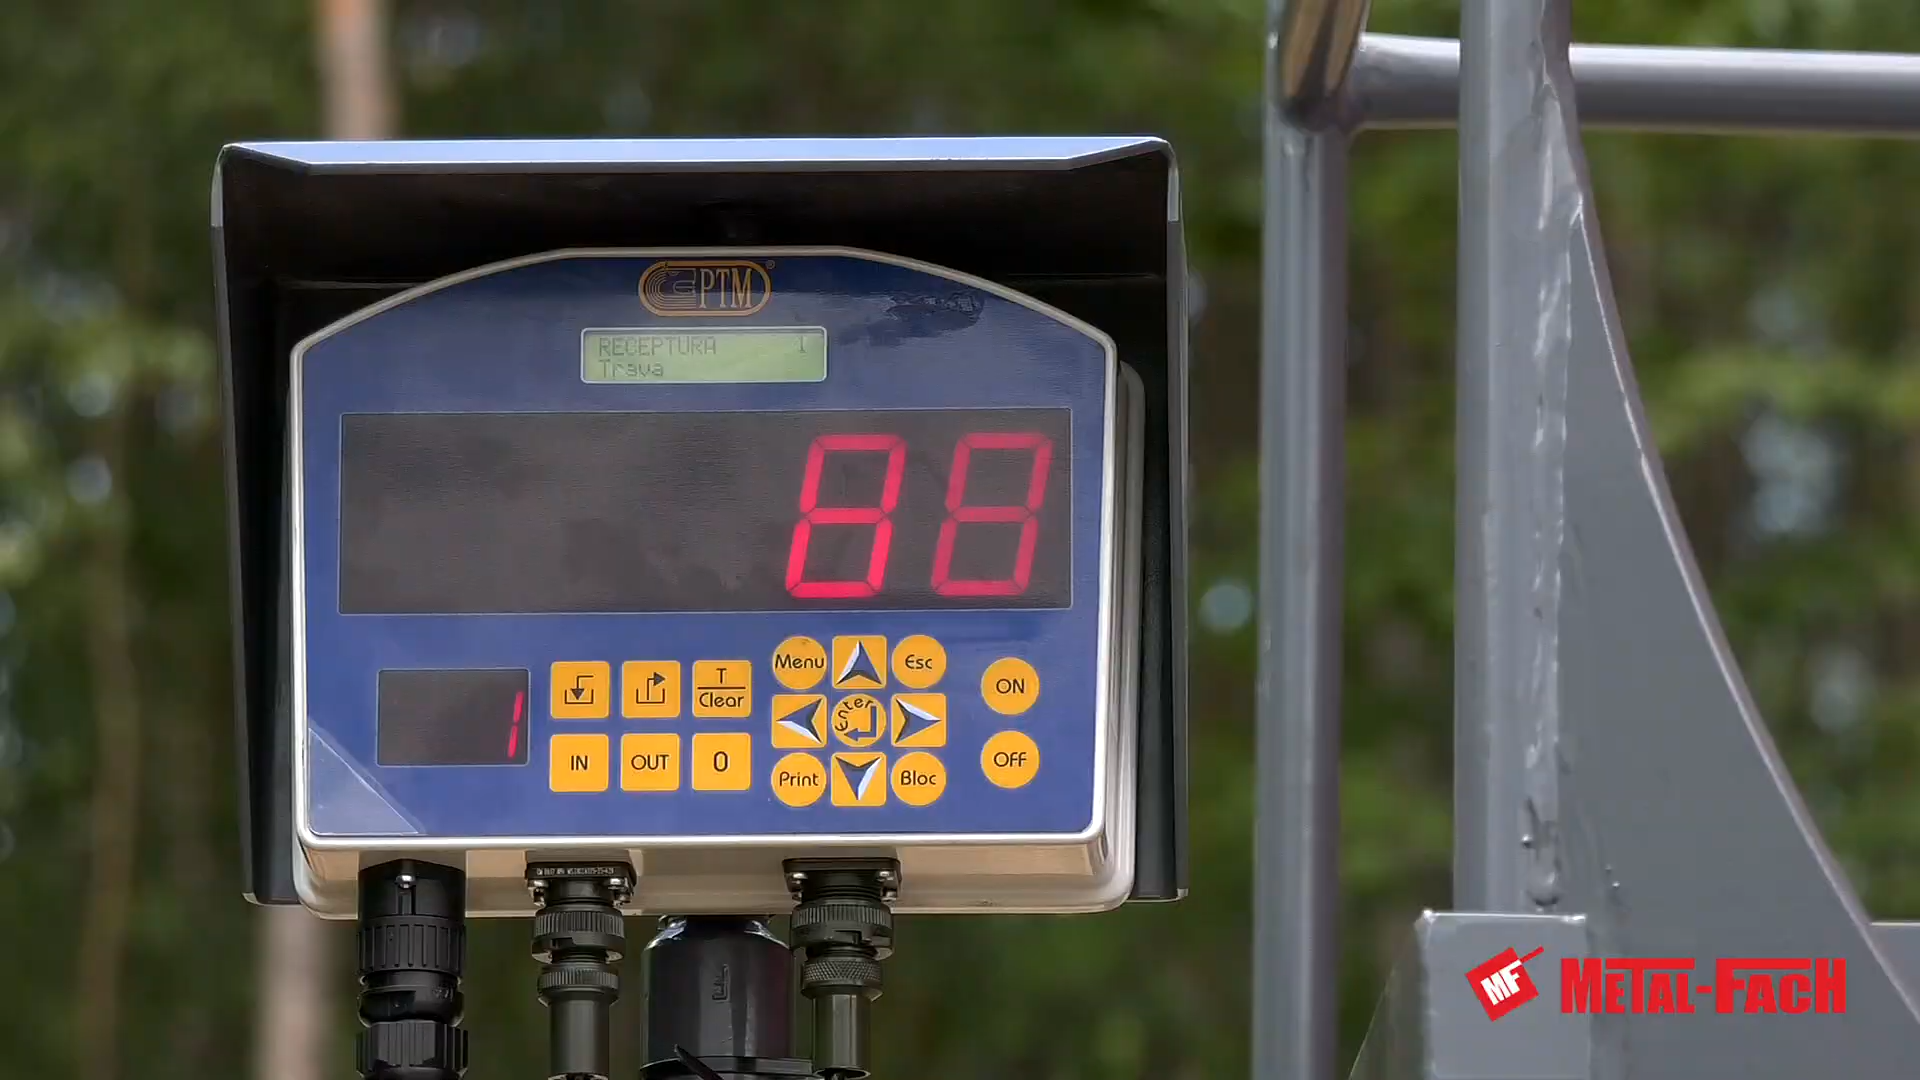 PTM®
RECEPTURA 1
Trava
88
1
T
Clear
IN
OUT
0
Menu
Esc
Enter
Print
Bloc
ON
OFF
MF METAL-FACH